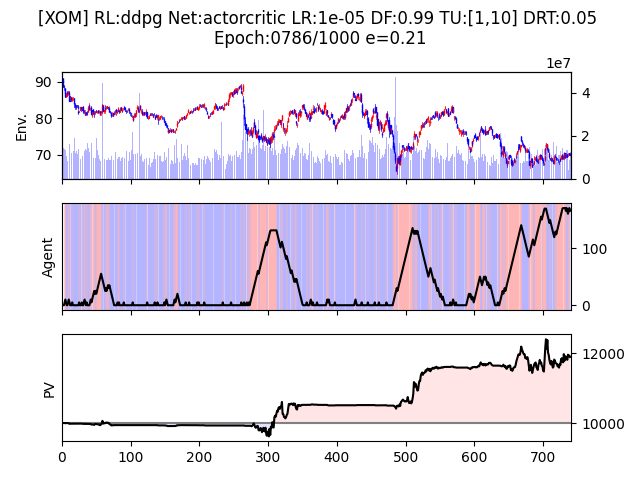 [XOM] RL:ddpg Net:actorcritic LR:1e-05 DF:0.99 TU:[1,10] DRT:0.05
Epoch:0786/1000 e=0.21
1e7
90
80
70
Env.
4
2
0
Agent
100
0
PV
12000
10000
0 100 200 300 400 500 600 700